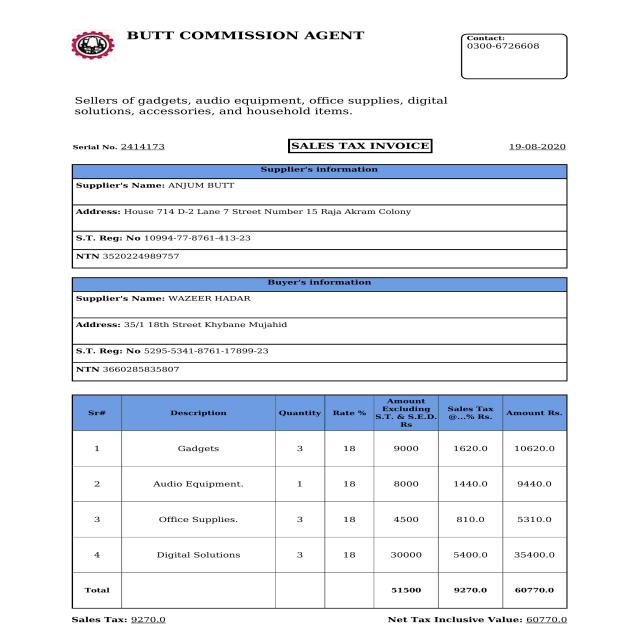 BUTT COMMISSION AGENT
Contact:
0300-6726608
Sellers of gadgets, audio equipment, office supplies, digital
solutions, accessories, and household items.
Serial No. 2414173 SALES TAX INVOICE 19-08-2020
Supplier's information
Supplier's Name: ANJUM BUTT
Address: House 714 D-2 Lane 7 Street Number 15 Raja Akram Colony
S.T. Reg: No 10994-77-8761-413-23
NTN 3520224989757
Buyer's information
Supplier's Name: WAZEER HADAR
Address: 35/1 18th Street Khybane Mujahid
S.T. Reg: No 5295-5341-8761-17899-23
NTN 3660285835807
Sr# Description Quantity Rate % Amount Excluding S.T. & S.E.D. Rs Sales Tax @...% Rs. Amount Rs.
1 Gadgets 3 18 9000 1620.0 10620.0
2 Audio Equipment. 1 18 8000 1440.0 9440.0
3 Office Supplies. 3 18 4500 810.0 5310.0
4 Digital Solutions 3 18 30000 5400.0 35400.0
Total 51500 9270.0 60770.0
Sales Tax: 9270.0 Net Tax Inclusive Value: 60770.0